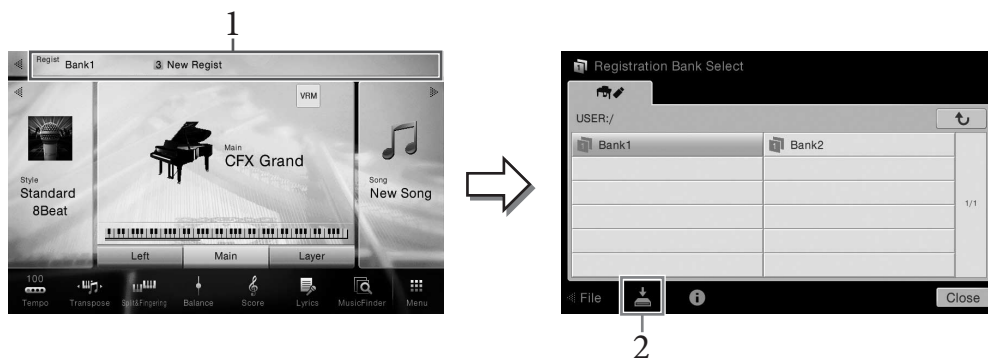 1
Regist Bank1 3 New Regist
VRM
Style
Standard
8Beat
Main
CFX Grand
Song
New Song
Left Main Layer
100
Tempo Transpose Split&Fingering Balance Score Lyrics MusicFinder Menu
Registration Bank Select
USER:/
Bank1 Bank2
1/1
File Close
2